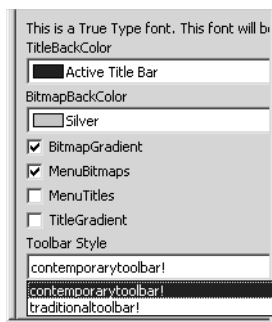 This is a True Type font. This font will
TitleBackColor
Active Title Bar
BitmapBackColor
Silver
BitmapGradient
MenuBitmaps
MenuTitles
TitleGradient
Toolbar Style
contemporarytoolbar!
contemporarytoolbar!
traditionaltoolbar!